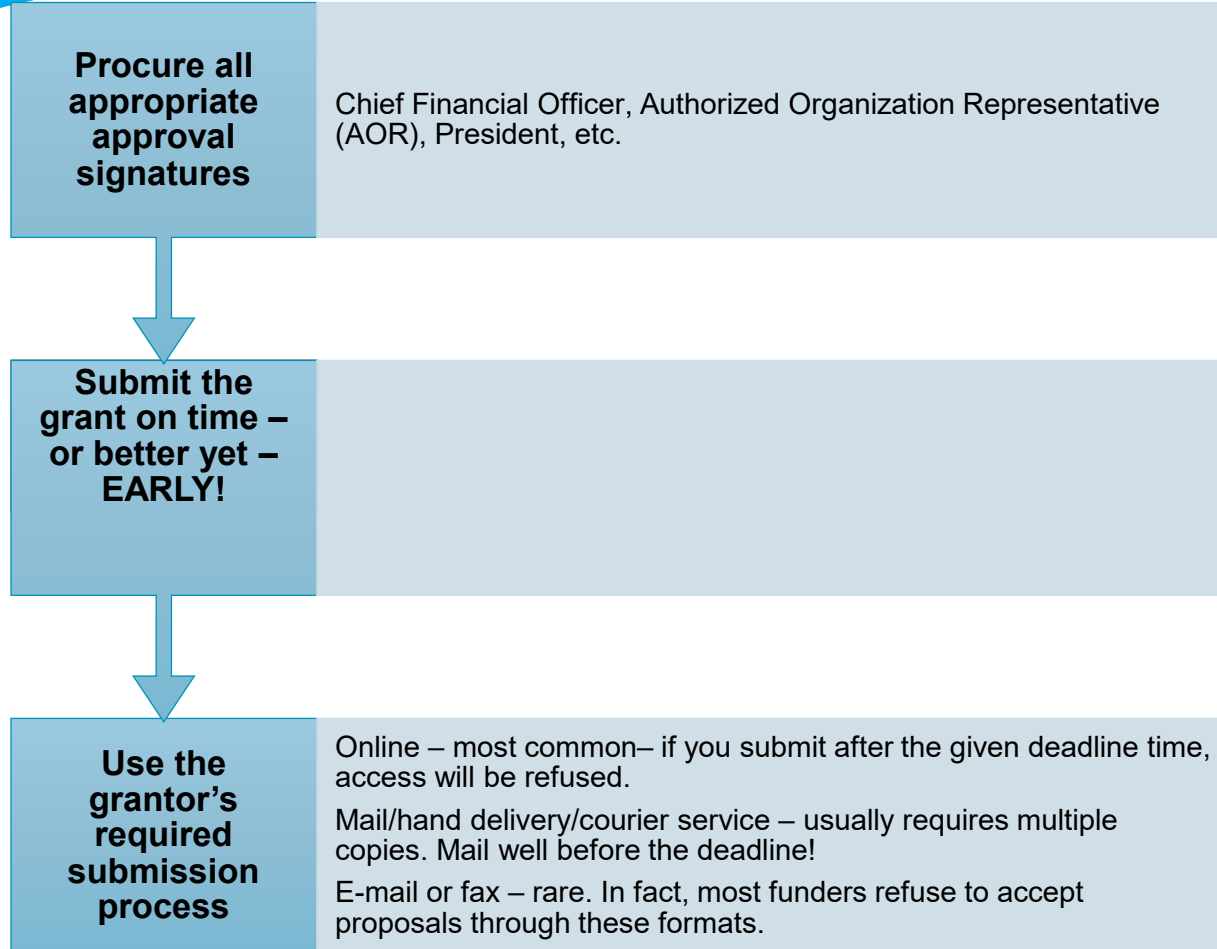 Procure all
appropriate
approval
signatures
Chief Financial Officer, Authorized Organization Representative
(AOR), President, etc.
Submit the
grant on time –
or better yet –
EARLY!
Use the
grantor’s
required
submission
process
Online – most common– if you submit after the given deadline time,
access will be refused.
Mail/hand delivery/courier service – usually requires multiple
copies. Mail well before the deadline!
E-mail or fax – rare. In fact, most funders refuse to accept
proposals through these formats.